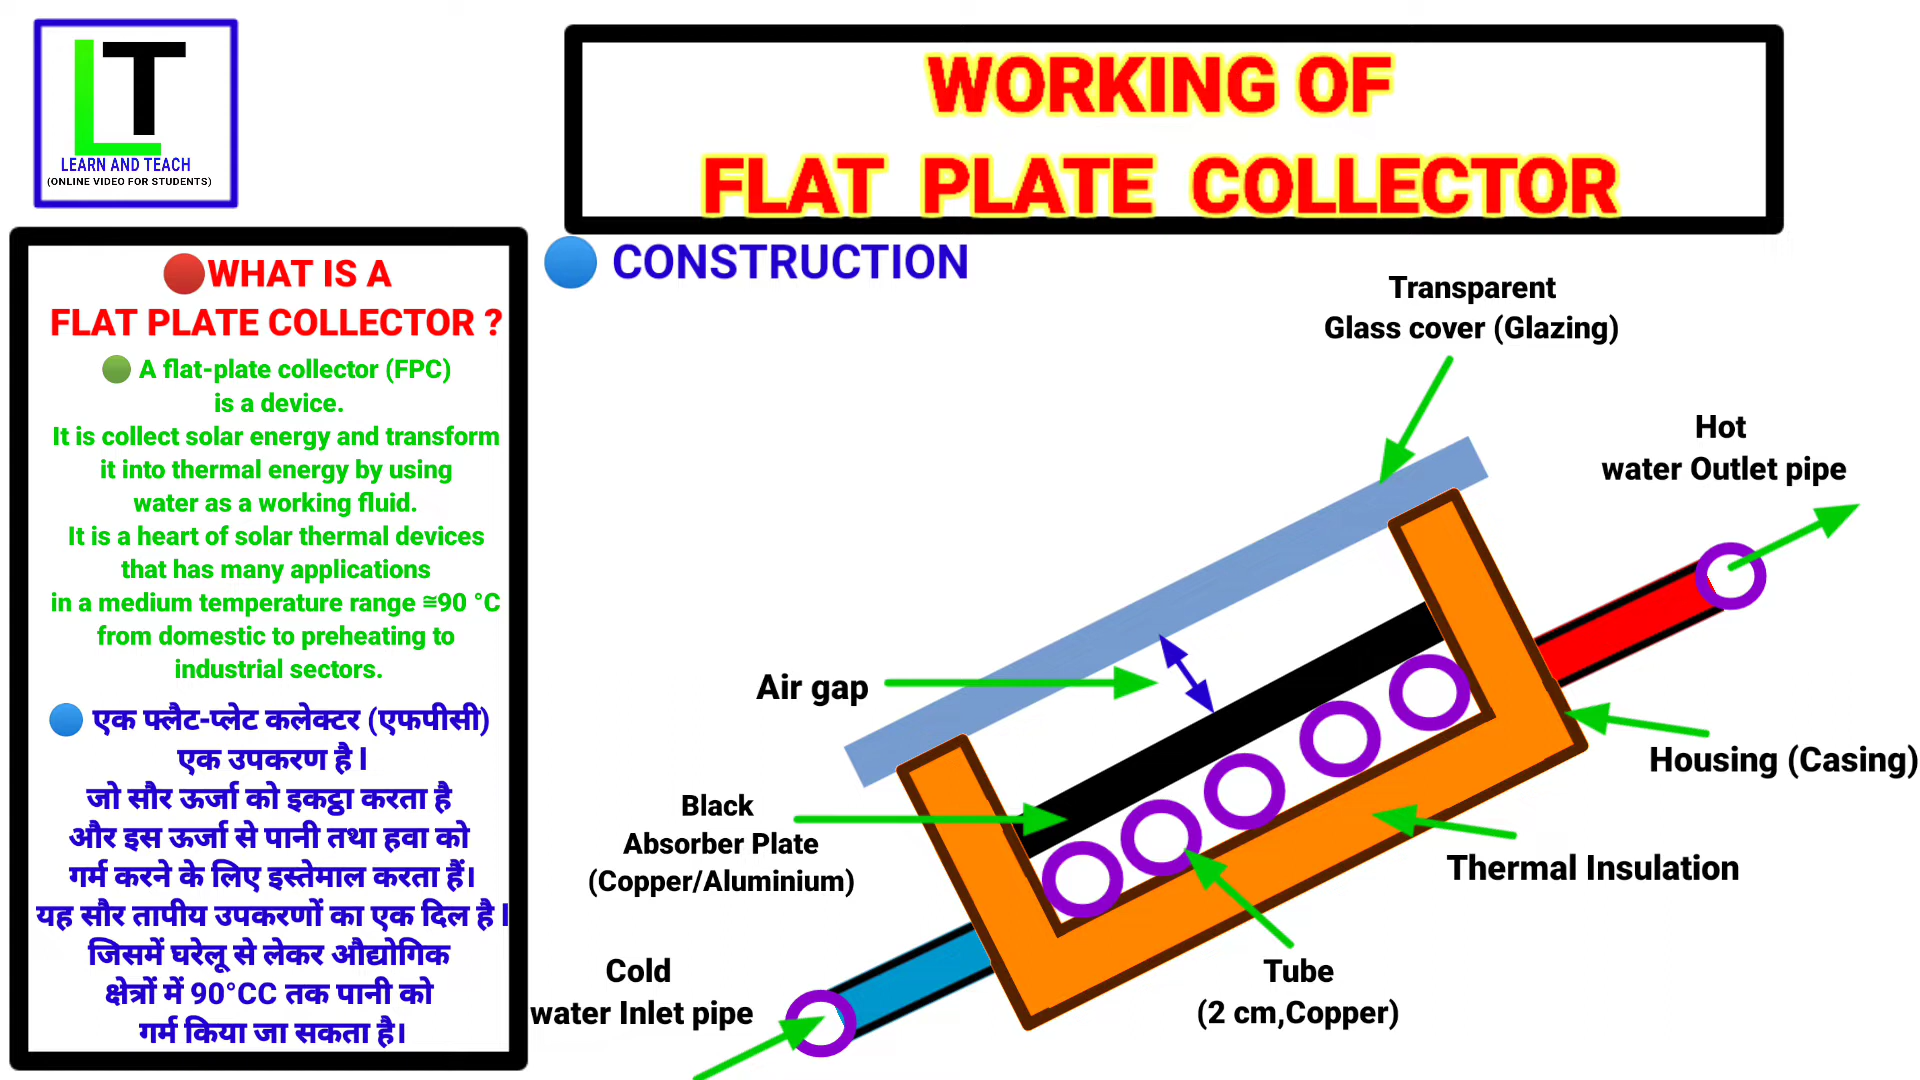 LT
LEARN AND TEACH
(ONLINE VIDEO FOR STUDENTS)
WORKING OF
FLAT PLATE COLLECTOR
WHAT IS A
FLAT PLATE COLLECTOR ?
A flat-plate collector (FPC)
is a device.
It is collect solar energy and transform
it into thermal energy by using
water as a working fluid.
It is a heart of solar thermal devices
that has many applications
in a medium temperature range ≅90 °C
from domestic to preheating to
industrial sectors.
एक फ्लैट-प्लेट कलेक्टर (एफपीसी)
एक उपकरण है l
जो सौर ऊर्जा को इकट्ठा करता है
और इस ऊर्जा से पानी तथा हवा को
गर्म करने के लिए इस्तेमाल करता हैं।
यह सौर तापीय उपकरणों का एक दिल है l
जिसमें घरेलू से लेकर औद्योगिक
क्षेत्रों में 90°CC तक पानी को
गर्म किया जा सकता है।
CONSTRUCTION
Transparent
Glass cover (Glazing)
Hot
water Outlet pipe
Air gap
Housing (Casing)
Black
Absorber Plate
(Copper/Aluminium)
Thermal Insulation
Cold
water Inlet pipe
Tube
(2 cm,Copper)